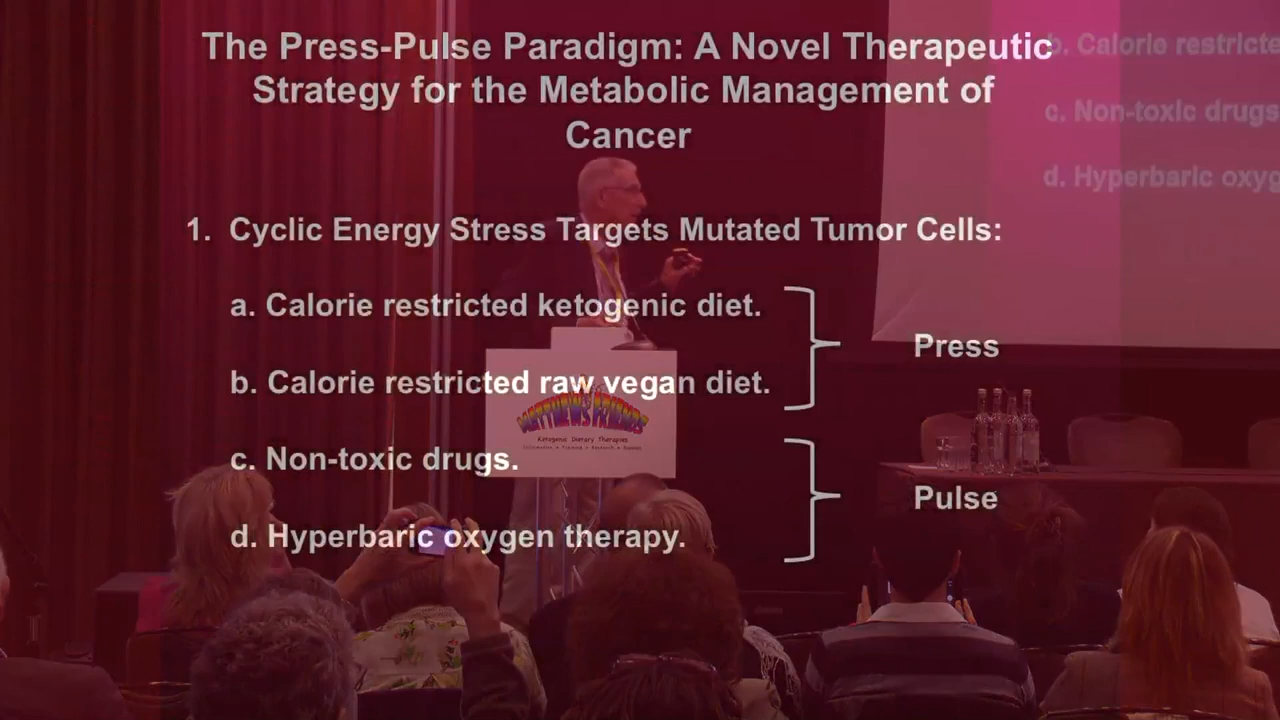 The Press-Pulse Paradigm: A Novel Therapeutic
Strategy for the Metabolic Management of
Cancer
1. Cyclic Energy Stress Targets Mutated Tumor Cells:
a. Calorie restricted ketogenic diet.
b. Calorie restricted raw vegan diet.
Press
c. Non-toxic drugs.
d. Hyperbaric oxygen therapy.
Pulse
b. Calorie restricte
c. Non-toxic drugs
d. Hyperbaric oxyg
MATTHEW'S FRIENDS
Ketogenic Dietary Therapies